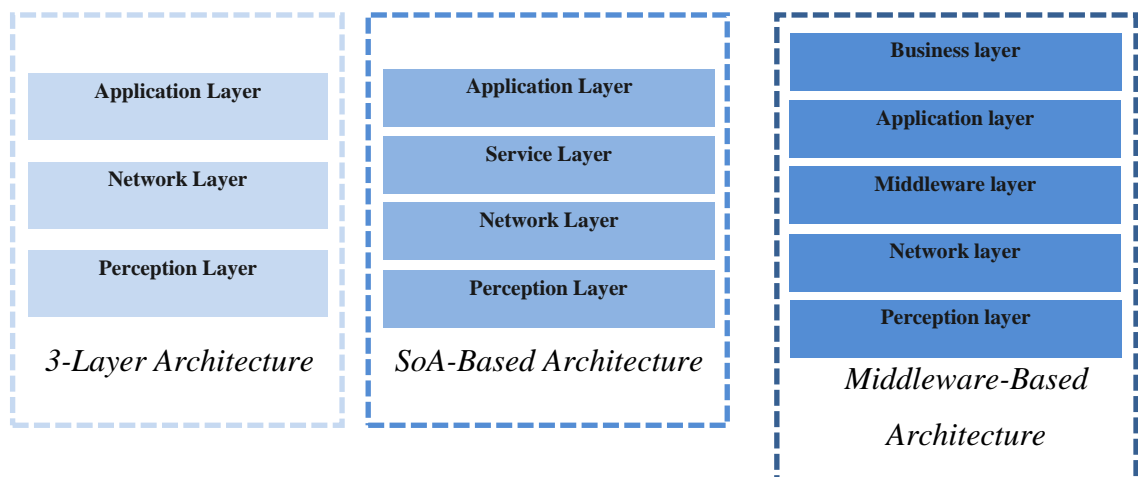 Application Layer
Network Layer
Perception Layer
3-Layer Architecture
Application Layer
Service Layer
Network Layer
Perception Layer
SoA-Based Architecture
Business layer
Application layer
Middleware layer
Network layer
Perception layer
Middleware-Based
Architecture